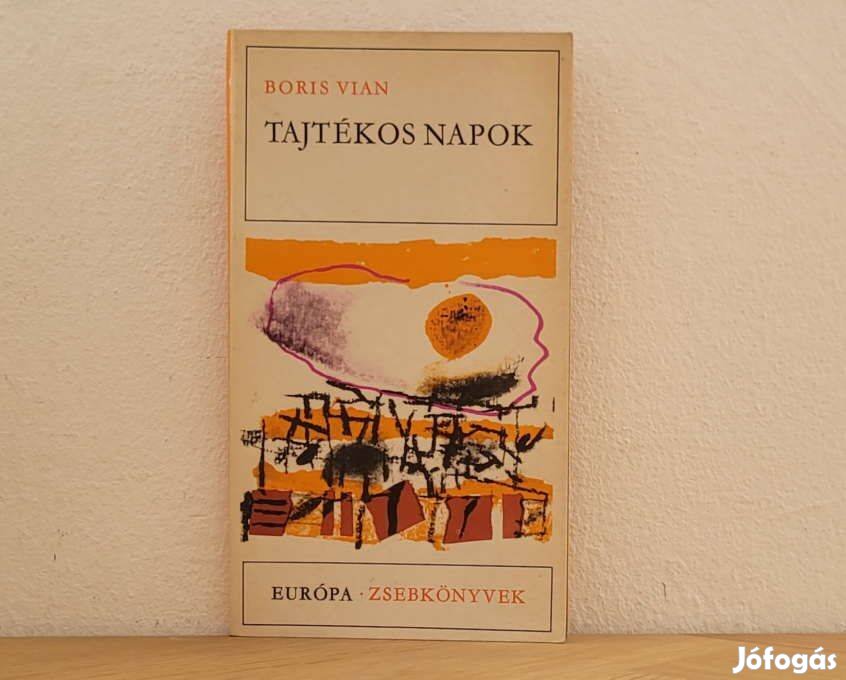 BORIS VIAN
TAJTÉKOS NAPOK
EURÓPA · ZSEBKÖNYVEK
Jófogás